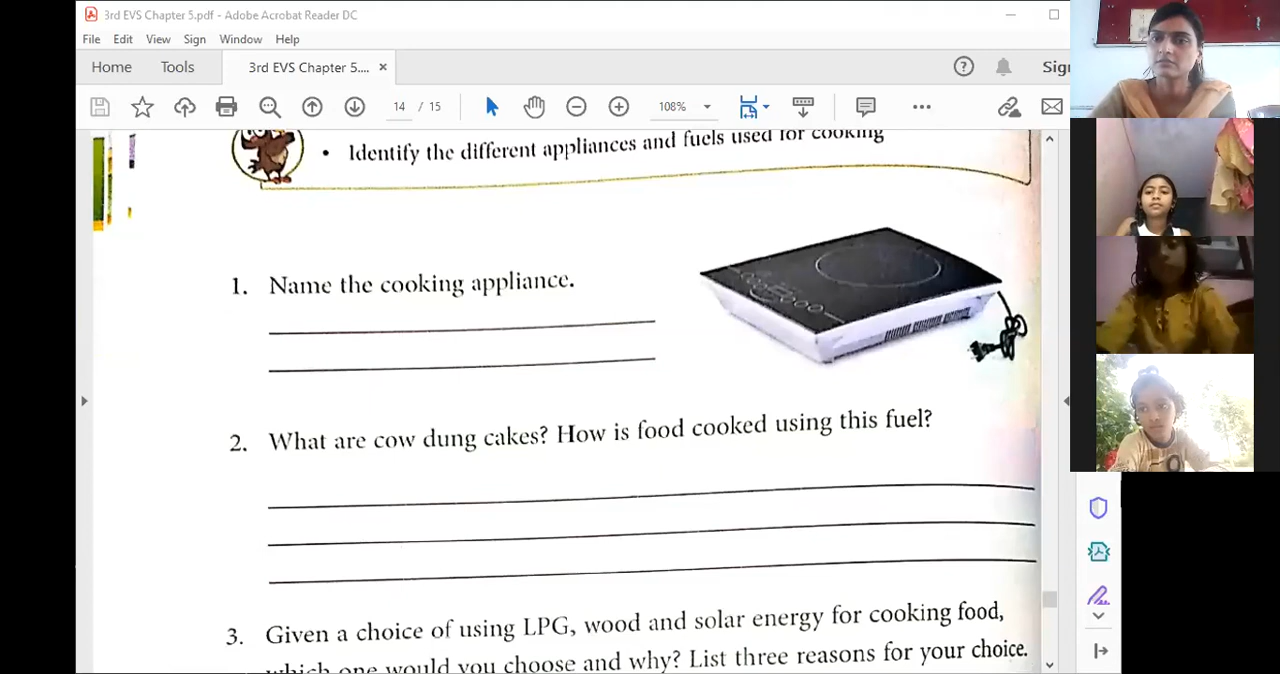 3rd EVS Chapter 5.pdf - Adobe Acrobat Reader DC
File Edit View Sign Window Help
Home Tools 3rd EVS Chapter 5.... × Sign
14 / 15 108%
• Identify the different appliances and fuels used for cooking
1. Name the cooking appliance.
2. What are cow dung cakes? How is food cooked using this fuel?
3. Given a choice of using LPG, wood and solar energy for cooking food,
which one would you choose and why? List three reasons for your choice.